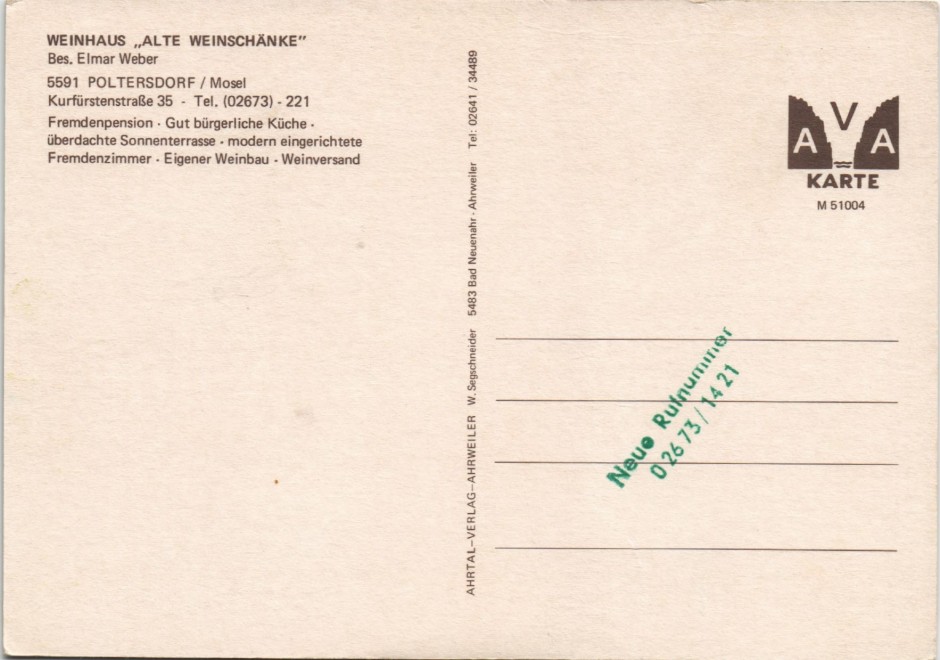 WEINHAUS „ALTE WEINSCHÄNKE”
Bes. Elmar Weber
5591 POLTERSDORF / Mosel
Kurfürstenstraße 35 - Tel. (02673) - 221
Fremdenpension · Gut bürgerliche Küche ·
überdachte Sonnenterrasse · modern eingerichtete
Fremdenzimmer · Eigener Weinbau · Weinversand
AHRTAL–VERLAG–AHRWEILER W. Segschneider 5483 Bad Neuenahr - Ahrweiler Tel: 02641 / 34489
AVA
KARTE
M 51004
Neue Rufnummer
02673/1421